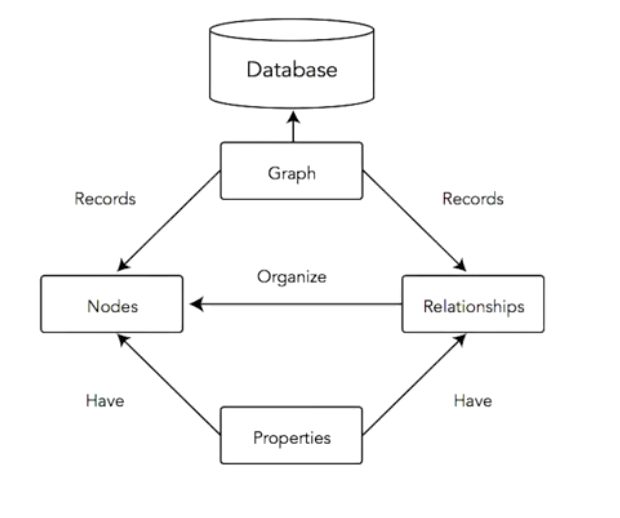 Database
Graph
Records
Records
Organize
Nodes
Relationships
Have
Have
Properties